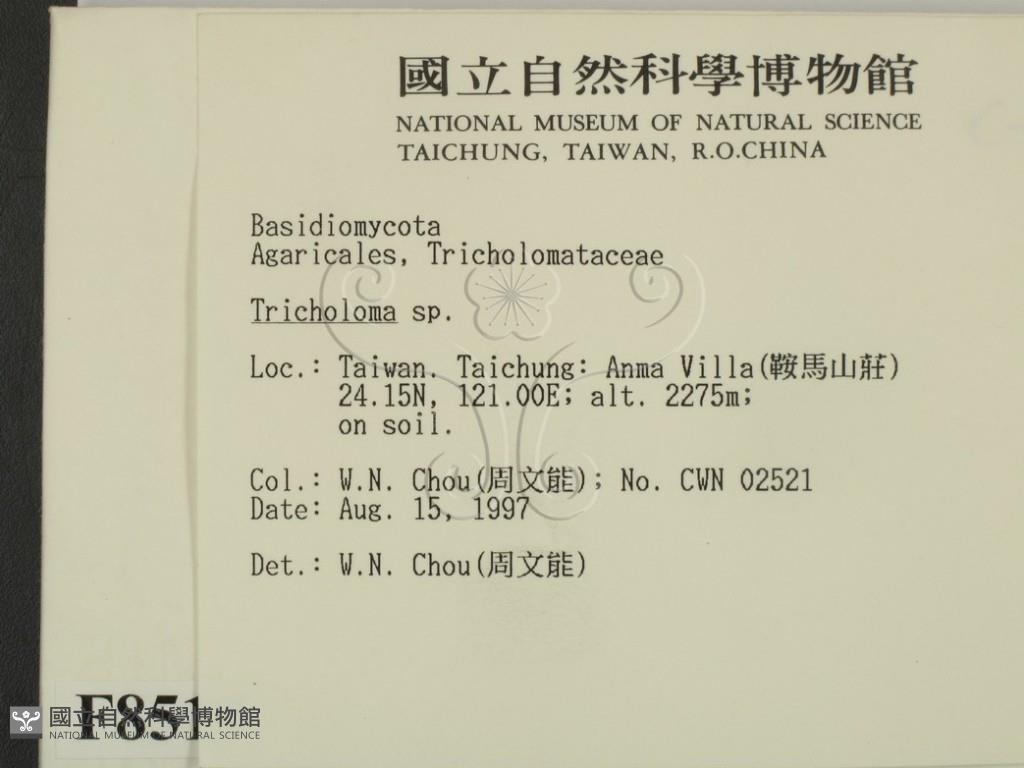 國立自然科學博物館
NATIONAL MUSEUM OF NATURAL SCIENCE
TAICHUNG, TAIWAN, R.O.CHINA
Basidiomycota
Agaricales, Tricholomataceae
Tricholoma sp.
Loc.: Taiwan. Taichung: Anma Villa(鞍馬山莊)
24.15N, 121.00E; alt. 2275m;
on soil.
Col.: W.N. Chou(周文能); No. CWN 02521
Date: Aug. 15, 1997
Det.: W.N. Chou(周文能)
F851
國立自然科學博物館
NATIONAL MUSEUM OF NATURAL SCIENCE